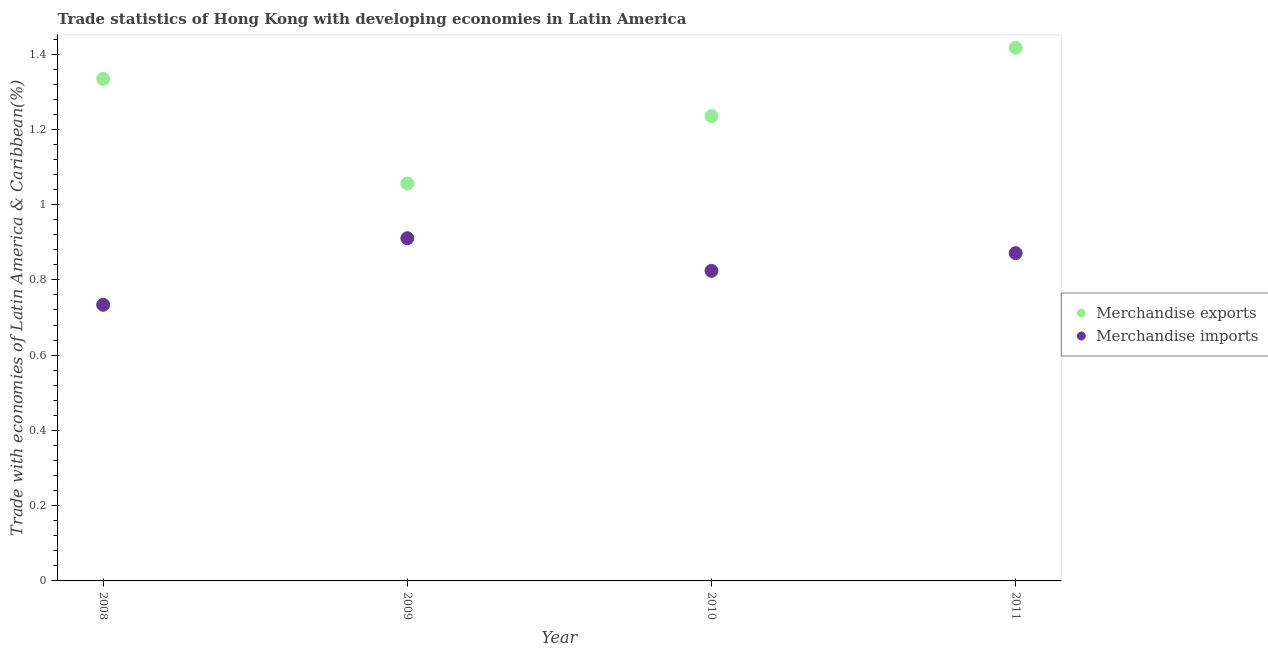 Trade statistics of Hong Kong with developing economies in Latin America
Trade with economies of Latin America & Caribbean(%)
1.4
1.2
1
0.8
0.6
0.4
0.2
0
2008
2009
2010
2011
Year
Merchandise exports
Merchandise imports